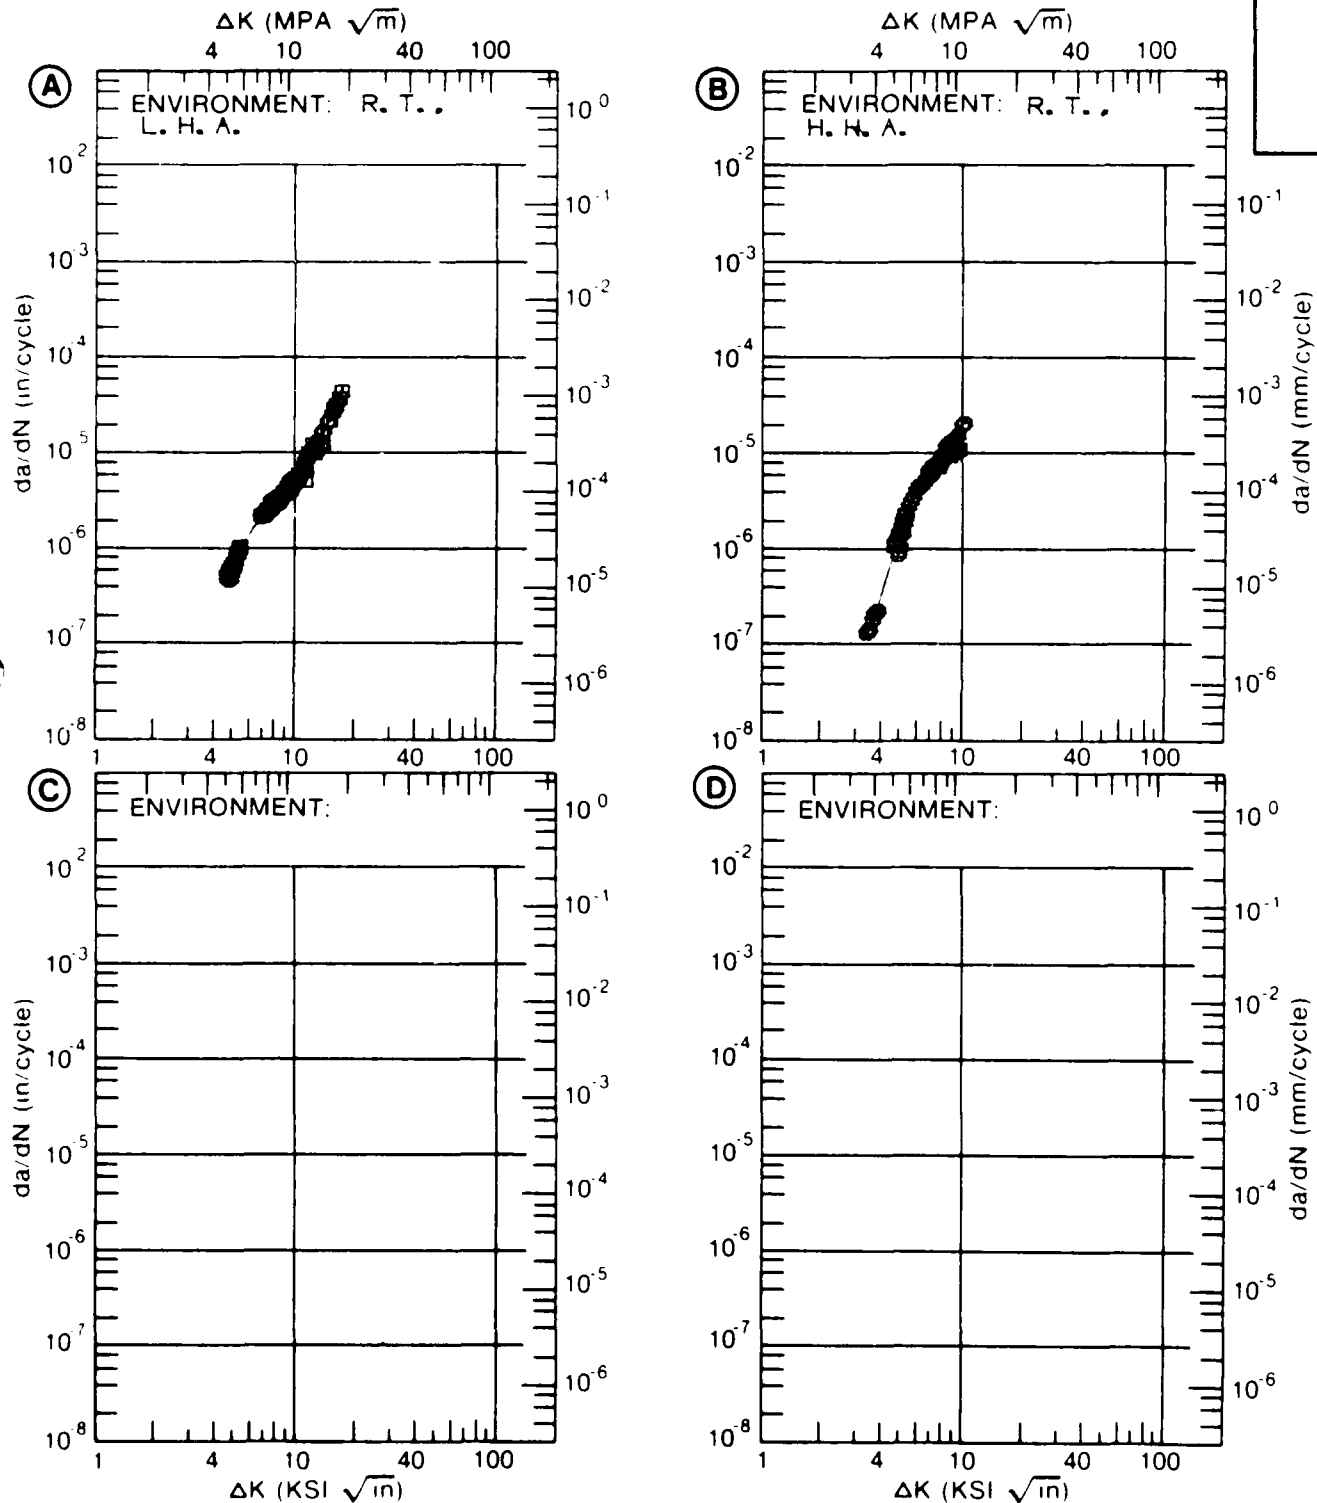 ΔK (MPA √m)
4 10 40 100
A
ENVIRONMENT: R. T.,
L. H. A.
10^2
10^-3
10^-4
10^-5
10^-6
10^-7
10^-8
da/dN (in/cycle)
10^0
10^-1
10^-2
10^-3
10^-4
10^-5
10^-6
1 4 10 40 100
ΔK (MPA √m)
4 10 40 100
B
ENVIRONMENT: R. T.,
H. H. A.
10^-2
10^-3
10^-4
10^-5
10^-6
10^-7
10^-8
10^-1
10^-2
10^-3
10^-4
10^-5
10^-6
da/dN (mm/cycle)
1 4 10 40 100
C
ENVIRONMENT:
10^2
10^-3
10^-4
10^-5
10^-6
10^-7
10^-8
da/dN (in/cycle)
10^0
10^-1
10^-2
10^-3
10^-4
10^-5
10^-6
1 4 10 40 100
ΔK (KSI √in)
D
ENVIRONMENT:
10^-2
10^-3
10^-4
10^-5
10^-6
10^-7
10^-8
10^0
10^-1
10^-2
10^-3
10^-4
10^-5
10^-6
da/dN (mm/cycle)
1 4 10 40 100
ΔK (KSI √in)